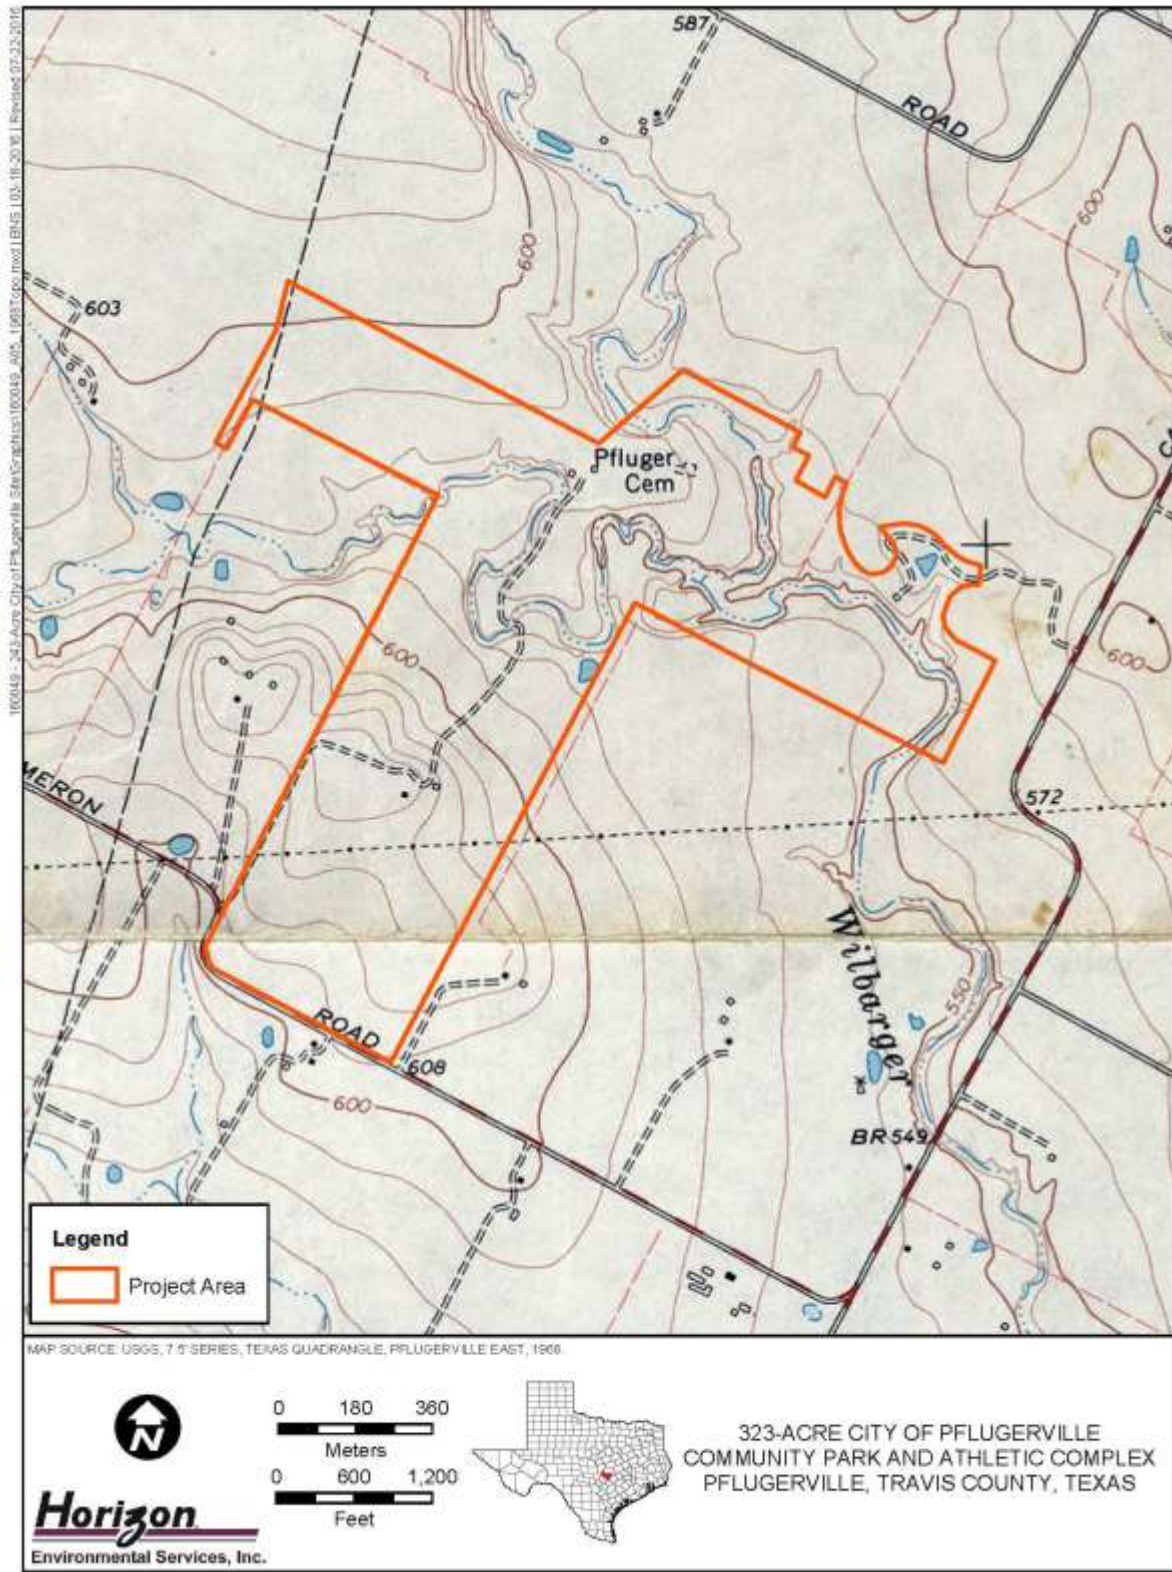 587
ROAD
600
600
603
Pfluger
Cem
600
600
MERON
572
Wilbarger
550
ROAD
608
600
BR 549
Legend
Project Area
MAP SOURCE: USGS, 7.5' SERIES, TEXAS QUADRANGLE, PFLUGERVILLE EAST, 1968.
N
0 180 360
Meters
0 600 1,200
Feet
323-ACRE CITY OF PFLUGERVILLE
COMMUNITY PARK AND ATHLETIC COMPLEX
PFLUGERVILLE, TRAVIS COUNTY, TEXAS
Horizon
Environmental Services, Inc.